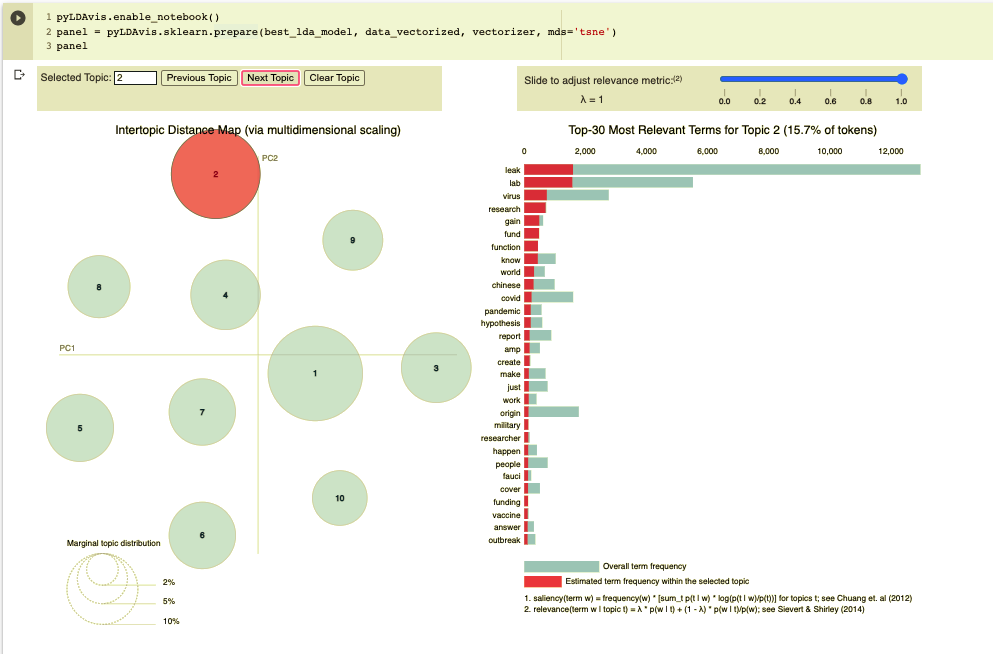 1 pyLDAvis.enable_notebook()
2 panel = pyLDAvis.sklearn.prepare(best_lda_model, data_vectorized, vectorizer, mds='tsne')
3 panel
Selected Topic: 2 Previous Topic Next Topic Clear Topic
Slide to adjust relevance metric:(2)
λ = 1
0.0 0.2 0.4 0.6 0.8 1.0
Intertopic Distance Map (via multidimensional scaling)
PC2
PC1
2
9
8
4
1
3
7
5
10
6
Marginal topic distribution
2%
5%
10%
Top-30 Most Relevant Terms for Topic 2 (15.7% of tokens)
0 2,000 4,000 6,000 8,000 10,000 12,000
leak
lab
virus
research
gain
fund
function
know
world
chinese
covid
pandemic
hypothesis
report
amp
create
make
just
work
origin
military
researcher
happen
people
fauci
cover
funding
vaccine
answer
outbreak
Overall term frequency
Estimated term frequency within the selected topic
1. saliency(term w) = frequency(w) * [sum_t p(t | w) * log(p(t | w)/p(t))] for topics t; see Chuang et. al (2012)
2. relevance(term w | topic t) = λ * p(w | t) + (1 - λ) * p(w | t)/p(w); see Sievert & Shirley (2014)